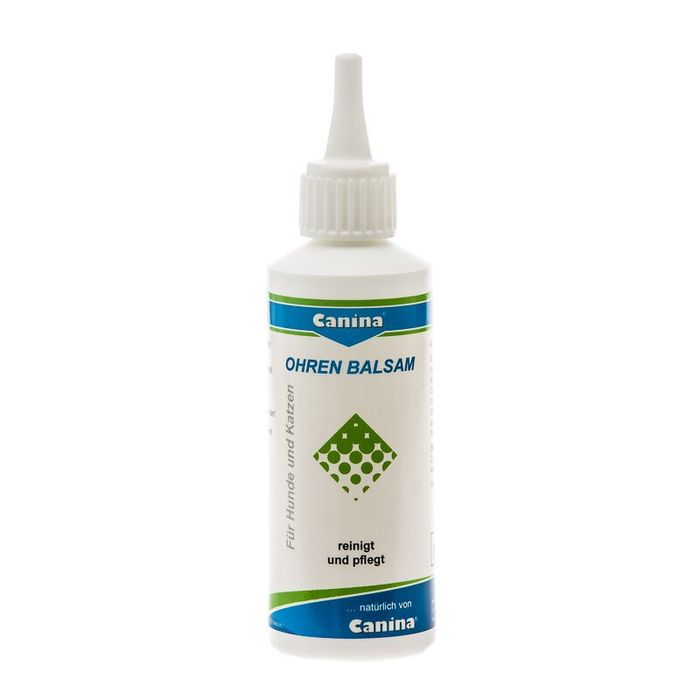 Canina®
OHREN BALSAM
Für Hunde und Katzen
reinigt
und pflegt
... natürlich von
Canina®